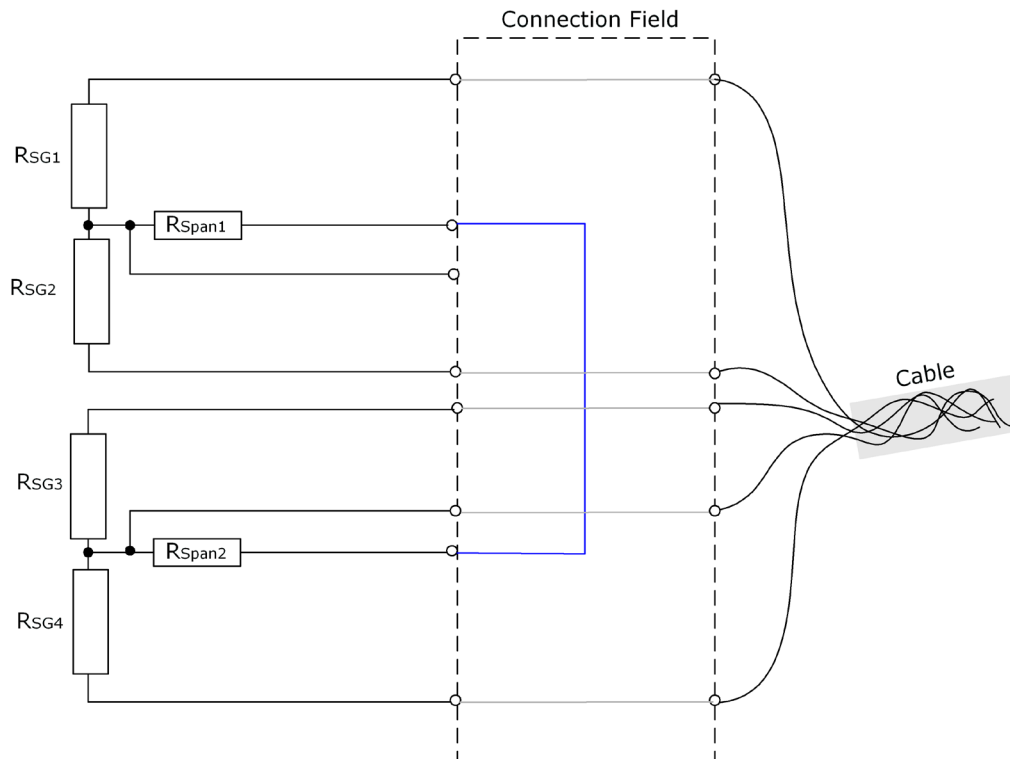 Connection Field
RSG1
RSpan1
RSG2
Cable
RSG3
RSpan2
RSG4